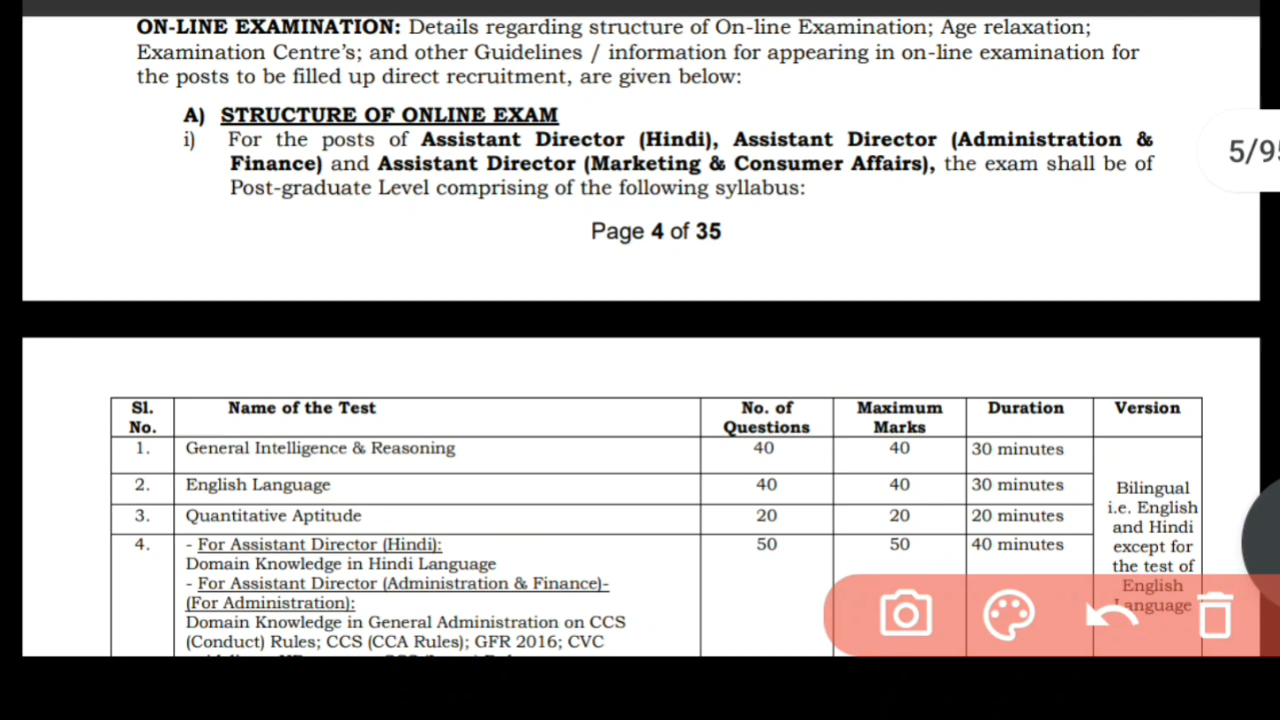 ON-LINE EXAMINATION: Details regarding structure of On-line Examination; Age relaxation;
Examination Centre's; and other Guidelines / information for appearing in on-line examination for
the posts to be filled up direct recruitment, are given below:
A) STRUCTURE OF ONLINE EXAM
i) For the posts of Assistant Director (Hindi), Assistant Director (Administration &
Finance) and Assistant Director (Marketing & Consumer Affairs), the exam shall be of
Post-graduate Level comprising of the following syllabus:
5/95
Page 4 of 35
Sl. No. Name of the Test No. of Questions Maximum Marks Duration Version
1. General Intelligence & Reasoning 40 40 30 minutes
2. English Language 40 40 30 minutes
3. Quantitative Aptitude 20 20 20 minutes
4. - For Assistant Director (Hindi): 50 50 40 minutes
Domain Knowledge in Hindi Language
- For Assistant Director (Administration & Finance)-
(For Administration):
Domain Knowledge in General Administration on CCS
(Conduct) Rules; CCS (CCA Rules); GFR 2016; CVC
Bilingual
i.e. English
and Hindi
except for
the test of
English
Language